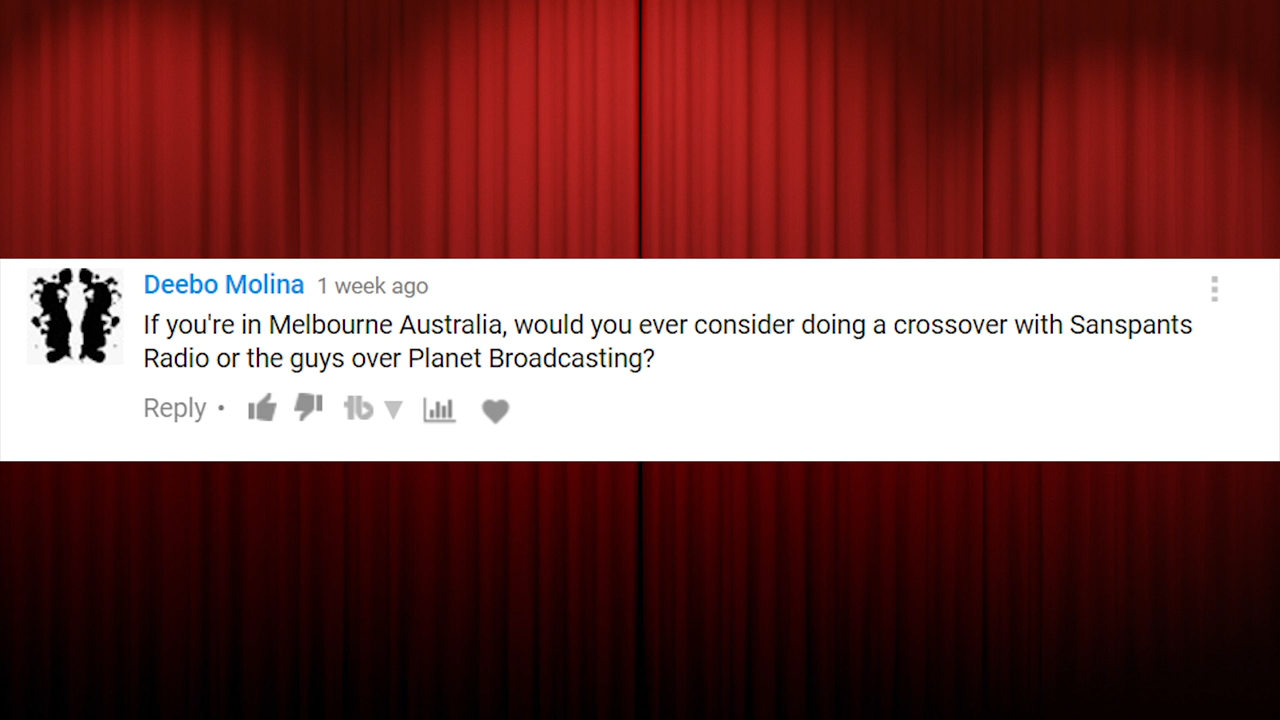 Deebo Molina 1 week ago
If you're in Melbourne Australia, would you ever consider doing a crossover with Sanspants
Radio or the guys over Planet Broadcasting?
Reply •